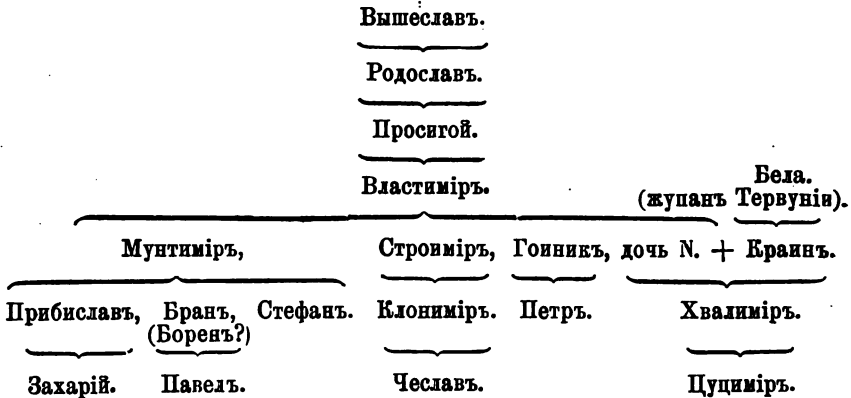 Вышеславъ.
Родославъ.
Просигой.
Властиміръ.
Бела.
(жупанъ Тервуніи).
Мунтиміръ, Строиміръ, Гоиникъ, дочь N. + Краинъ.
Прибиславъ, Бранъ, Стефанъ. Клониміръ. Петръ. Хвалиміръ.
(Боренъ?)
Захарій. Павелъ. Чеславъ. Цуциміръ.